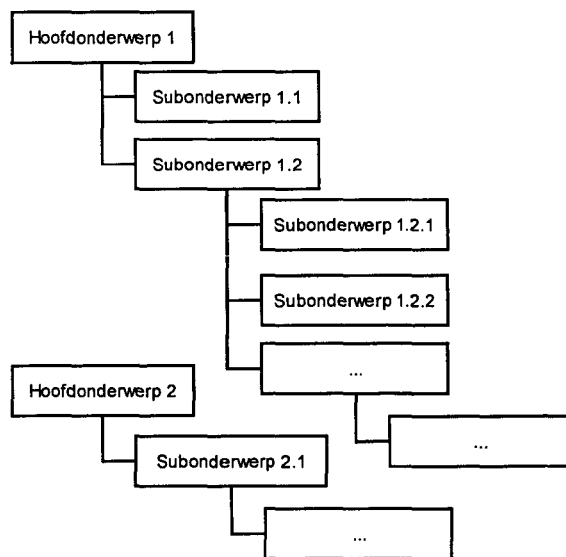 Hoofdonderwerp 1
Subonderwerp 1.1
Subonderwerp 1.2
Subonderwerp 1.2.1
Subonderwerp 1.2.2
...
Hoofdonderwerp 2
...
Subonderwerp 2.1
...